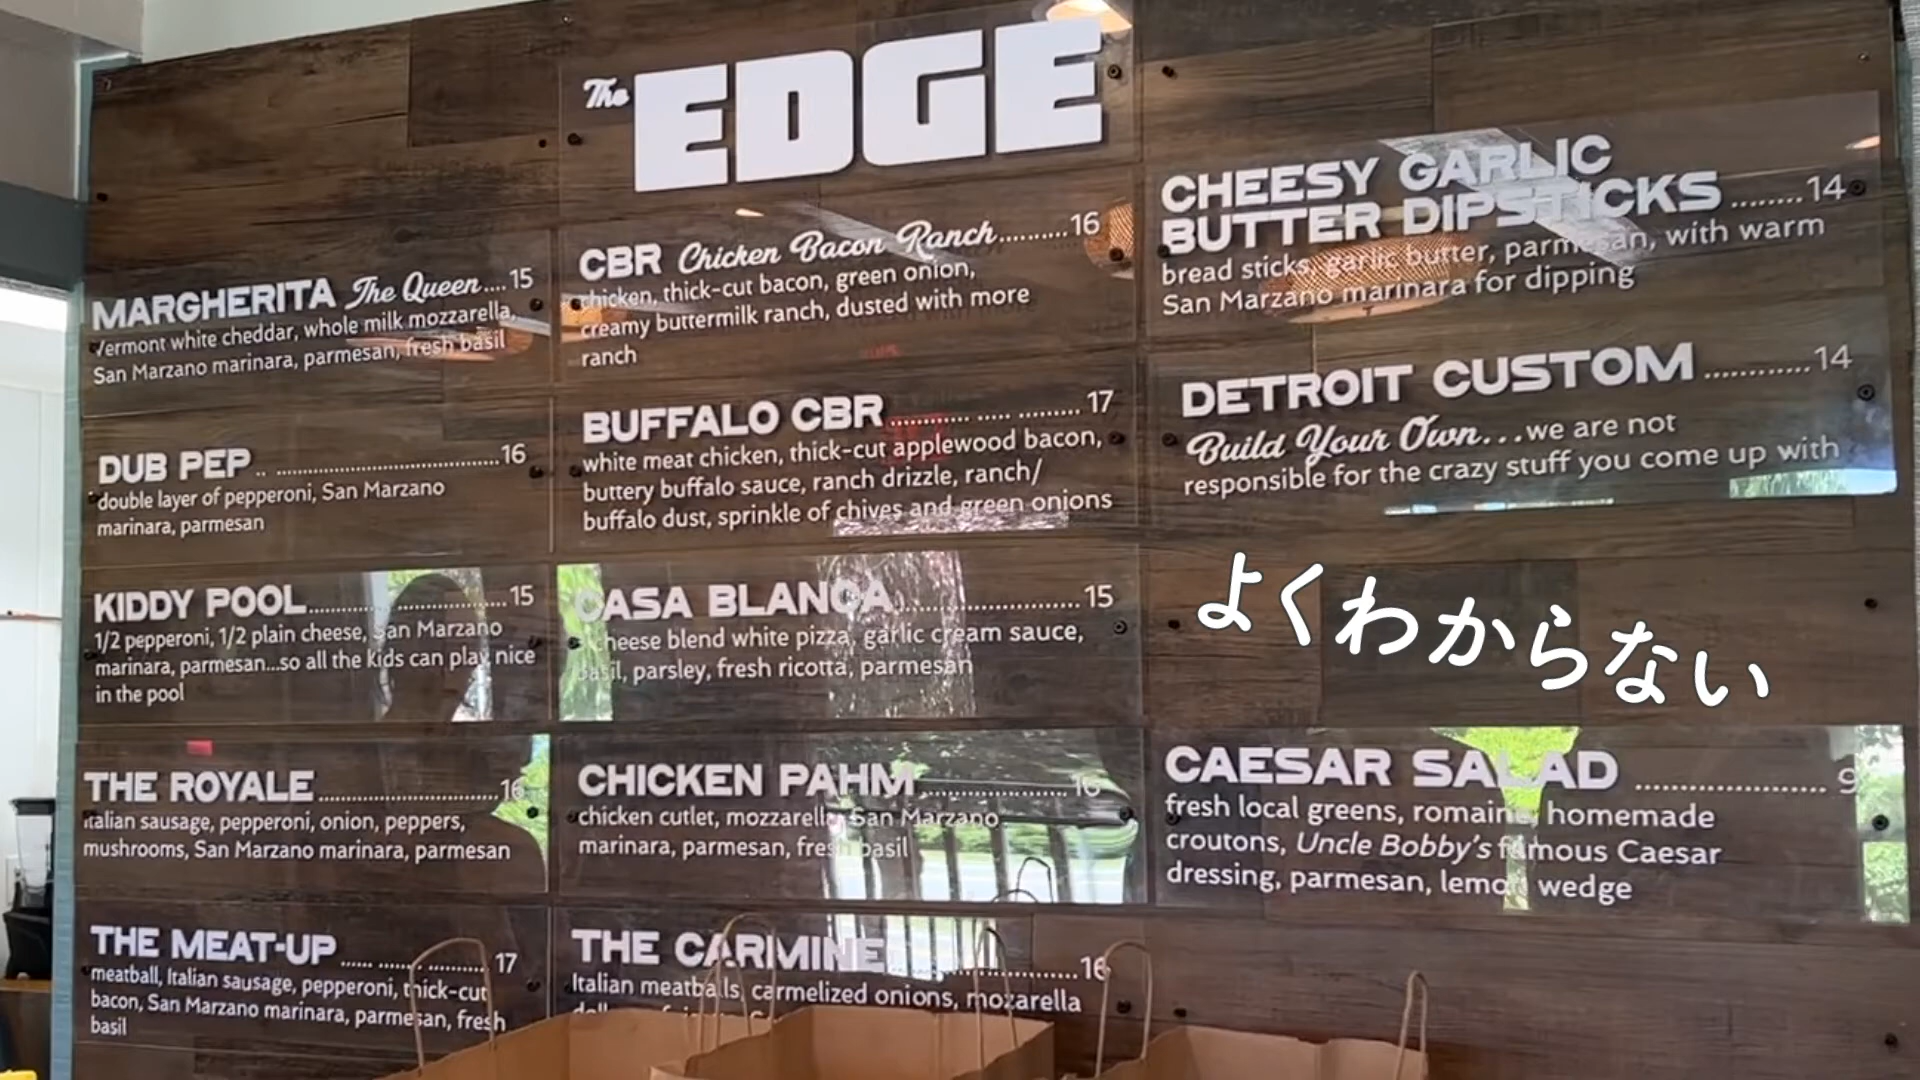 The EDGE
MARGHERITA The Queen....15
Vermont white cheddar, whole milk mozzarella,
San Marzano marinara, parmesan, fresh basil
DUB PEP.. ..................................16
double layer of pepperoni, San Marzano
marinara, parmesan
KIDDY POOL..............................15
1/2 pepperoni, 1/2 plain cheese, San Marzano
marinara, parmesan...so all the kids can play nice
in the pool
THE ROYALE...........................16
Italian sausage, pepperoni, onion, peppers,
mushrooms, San Marzano marinara, parmesan
THE MEAT-UP...... ....... ..........17
meatball, Italian sausage, pepperoni, thick-cut
bacon, San Marzano marinara, parmesan, fresh
basil
CBR Chicken Bacon Ranch..........16
chicken, thick-cut bacon, green onion,
creamy buttermilk ranch, dusted with more
ranch
BUFFALO CBR............ ..... .........17
white meat chicken, thick-cut applewood bacon,
buttery buffalo sauce, ranch drizzle, ranch/
buffalo dust, sprinkle of chives and green onions
CASA BLANCA...........................15
cheese blend white pizza, garlic cream sauce,
basil, parsley, fresh ricotta, parmesan
CHICKEN PAHM.....................16
chicken cutlet, mozzarella, San Marzano
marinara, parmesan, fresh basil
THE CARMINE...........................16
Italian meatballs, carmelized onions, mozarella
CHEESY GARLIC
BUTTER DIPSTICKS........14
bread sticks, garlic butter, parmesan, with warm
San Marzano marinara for dipping
DETROIT CUSTOM............14
Build Your Own...we are not
responsible for the crazy stuff you come up with
よくわからない
CAESAR SALAD......................9
fresh local greens, romaine, homemade
croutons, Uncle Bobby's famous Caesar
dressing, parmesan, lemon wedge